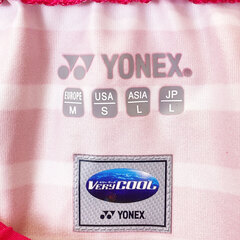 YONEX®
EUROPE USA ASIA JP
M S L L
VERYCOOL
YONEX